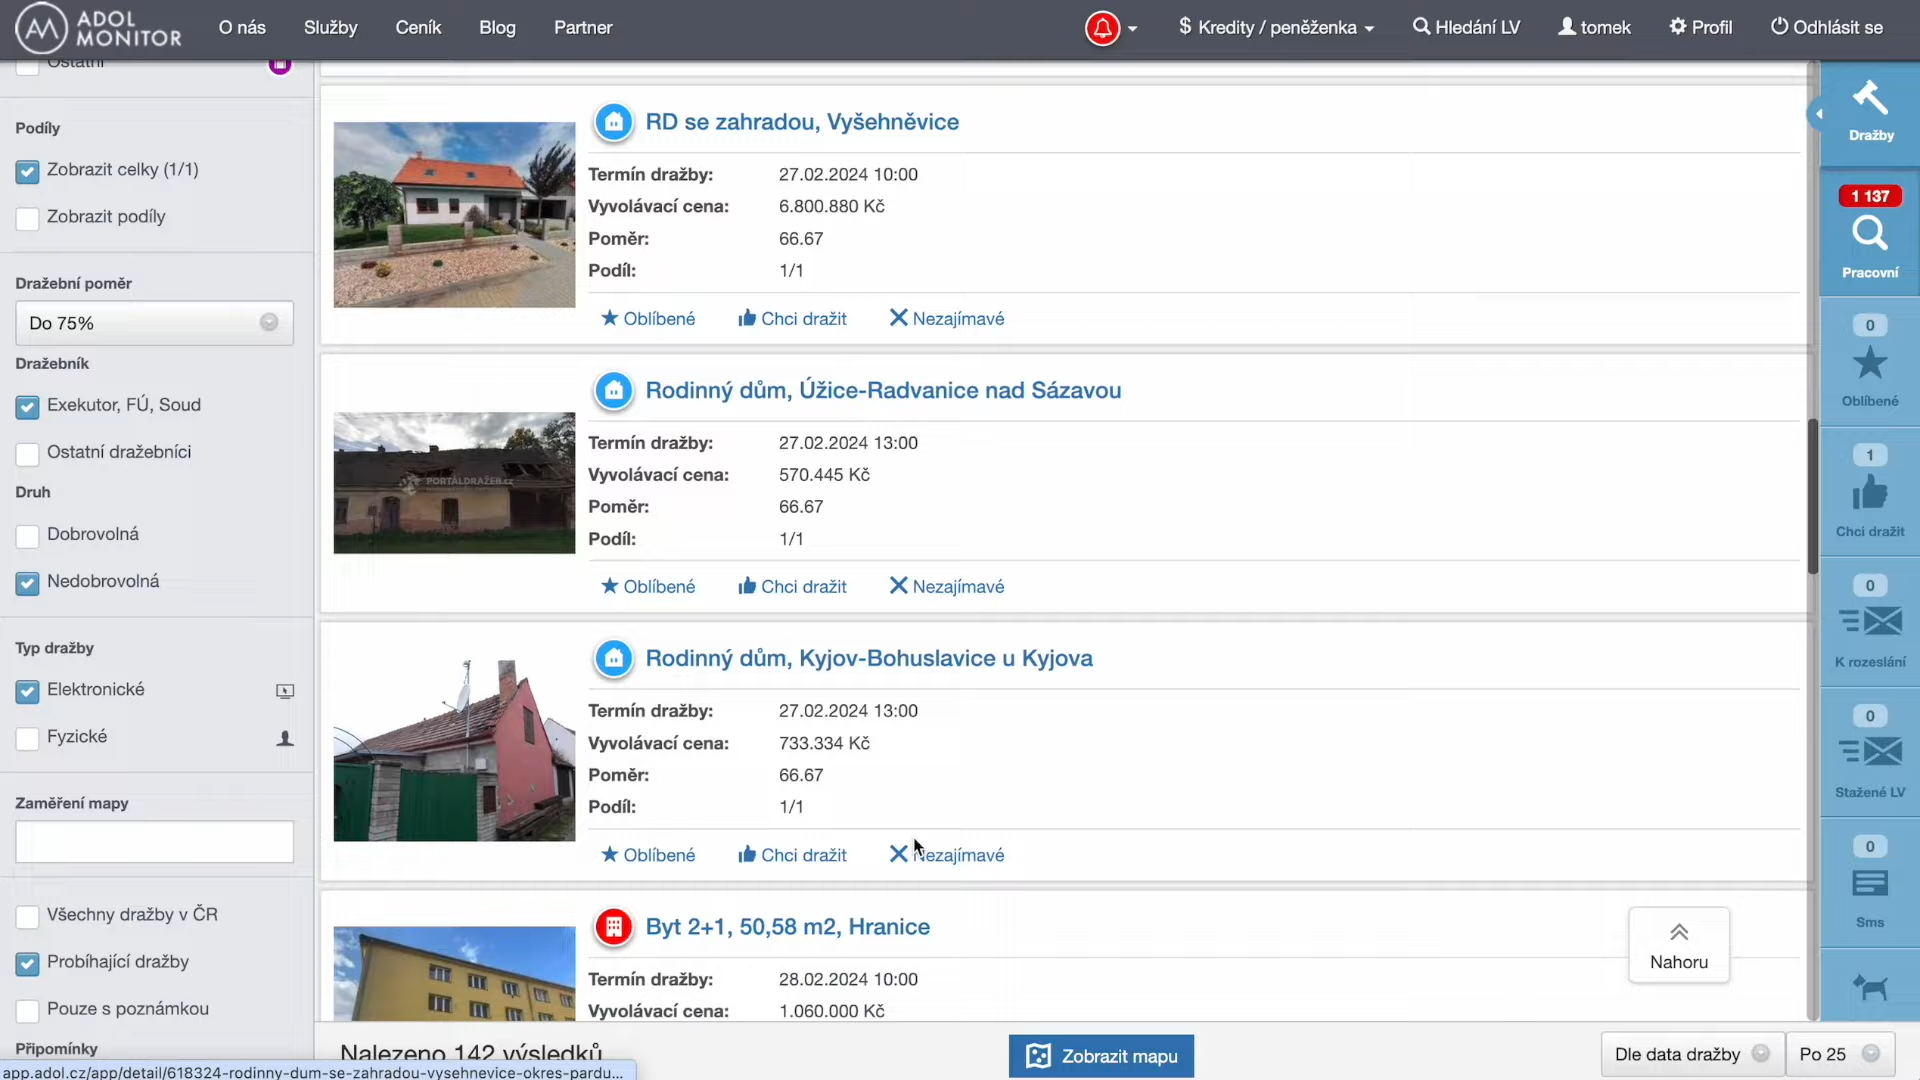 ADOL MONITOR
O nás
Služby
Ceník
Blog
Partner
$ Kredity / peněženka
Hledání LV
tomek
Profil
Odhlásit se
Ostatní
Podíly
Zobrazit celky (1/1)
Zobrazit podíly
Dražební poměr
Do 75%
Dražebník
Exekutor, FÚ, Soud
Ostatní dražebníci
Druh
Dobrovolná
Nedobrovolná
Typ dražby
Elektronické
Fyzické
Zaměření mapy
Všechny dražby v ČR
Probíhající dražby
Pouze s poznámkou
Připomínky
RD se zahradou, Vyšehněvice
Termín dražby: 27.02.2024 10:00
Vyvolávací cena: 6.800.880 Kč
Poměr: 66.67
Podíl: 1/1
Oblíbené Chci dražit Nezajímavé
PORTÁLDRAŽEB.cz
Rodinný dům, Úžice-Radvanice nad Sázavou
Termín dražby: 27.02.2024 13:00
Vyvolávací cena: 570.445 Kč
Poměr: 66.67
Podíl: 1/1
Oblíbené Chci dražit Nezajímavé
Rodinný dům, Kyjov-Bohuslavice u Kyjova
Termín dražby: 27.02.2024 13:00
Vyvolávací cena: 733.334 Kč
Poměr: 66.67
Podíl: 1/1
Oblíbené Chci dražit Nezajímavé
Byt 2+1, 50,58 m2, Hranice
Termín dražby: 28.02.2024 10:00
Vyvolávací cena: 1.060.000 Kč
Nahoru
Dražby
1 137
Pracovní
0
Oblíbené
1
Chci dražit
0
K rozeslání
0
Stažené LV
0
Sms
Nalezeno 142 výsledků
Zobrazit mapu
Dle data dražby
Po 25
app.adol.cz/app/detail/618324-rodinny-dum-se-zahradou-vysehnevice-okres-pardu...